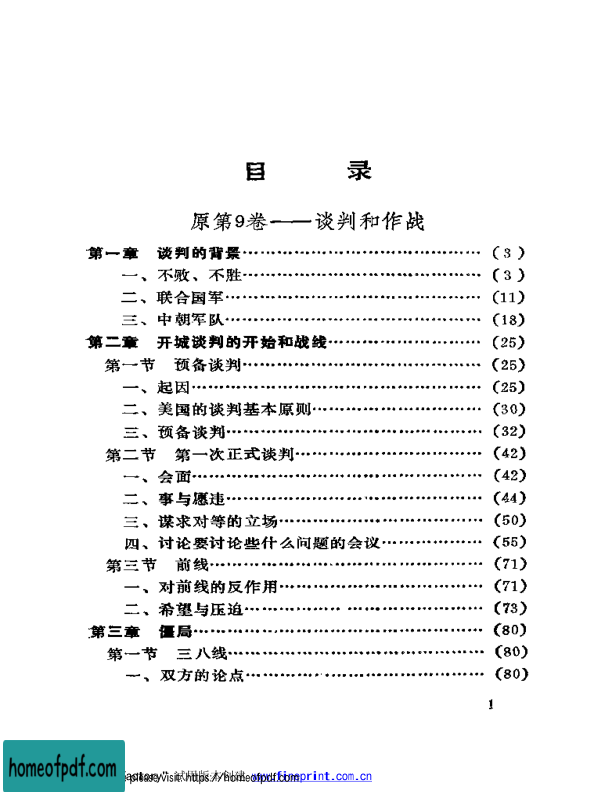 目 录
原第9卷——谈判和作战
第一章 谈判的背景……………………………………(3)
一、不败、不胜……………………………………(3)
二、联合国军……………………………………(11)
三、中朝军队……………………………………(18)
第二章 开城谈判的开始和战线……………………(25)
第一节 预备谈判……………………………………(25)
一、起因……………………………………(25)
二、美国的谈判基本原则……………………(30)
三、预备谈判……………………………………(32)
第二节 第一次正式谈判……………………(42)
一、会面……………………………………(42)
二、事与愿违……………………………………(44)
三、谋求对等的立场……………………………(50)
四、讨论要讨论些什么问题的会议……………(55)
第三节 前线……………………………………(71)
一、对前线的反作用……………………………(71)
二、希望与压迫……………………………………(73)
第三章 僵局……………………………………(80)
第一节 三八线……………………………………(80)
一、双方的论点……………………………………(80)
1
homeofpdf.com
www.fineprint.com.cn